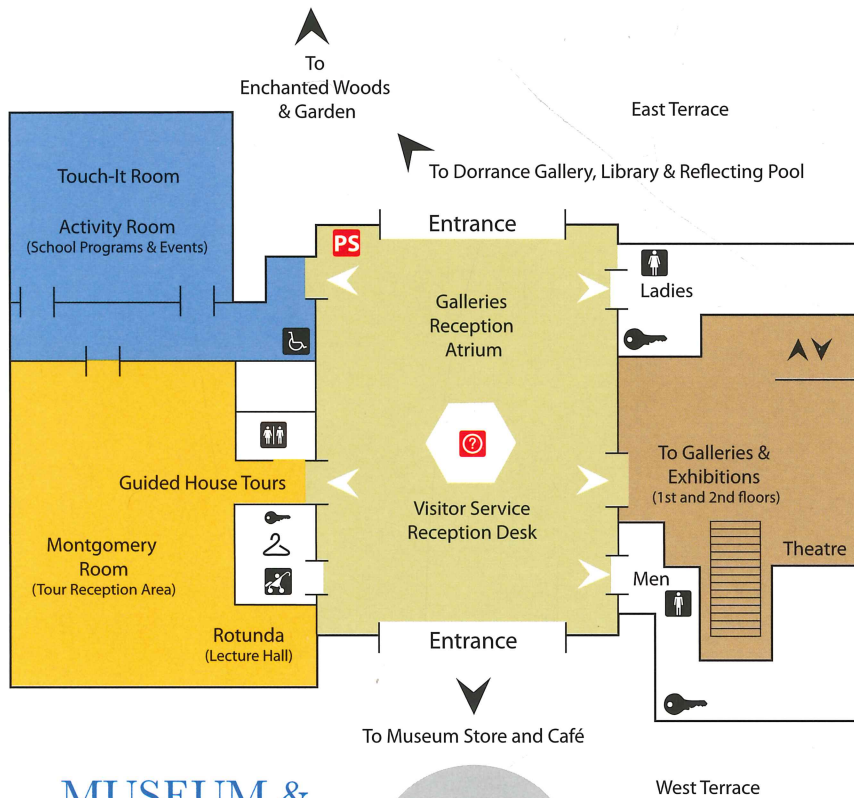 To
Enchanted Woods
& Garden
East Terrace
To Dorrance Gallery, Library & Reflecting Pool
Touch-It Room
Activity Room
(School Programs & Events)
PS
Entrance
Ladies
Galleries
Reception
Atrium
?
To Galleries &
Exhibitions
(1st and 2nd floors)
Guided House Tours
Visitor Service
Reception Desk
Theatre
Montgomery
Room
(Tour Reception Area)
Men
Rotunda
(Lecture Hall)
Entrance
To Museum Store and Café
West Terrace
MUSEUM &